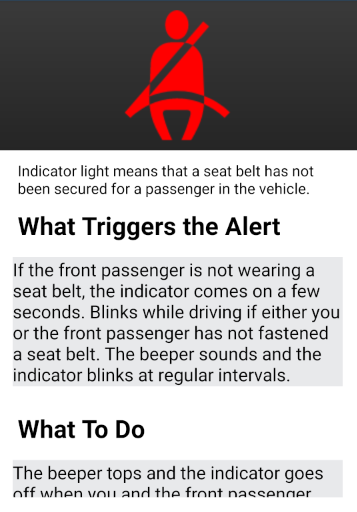 Indicator light means that a seat belt has not
been secured for a passenger in the vehicle.
What Triggers the Alert
If the front passenger is not wearing a
seat belt, the indicator comes on a few
seconds. Blinks while driving if either you
or the front passenger has not fastened
a seat belt. The beeper sounds and the
indicator blinks at regular intervals.
What To Do
The beeper tops and the indicator goes
off when you and the front passenger